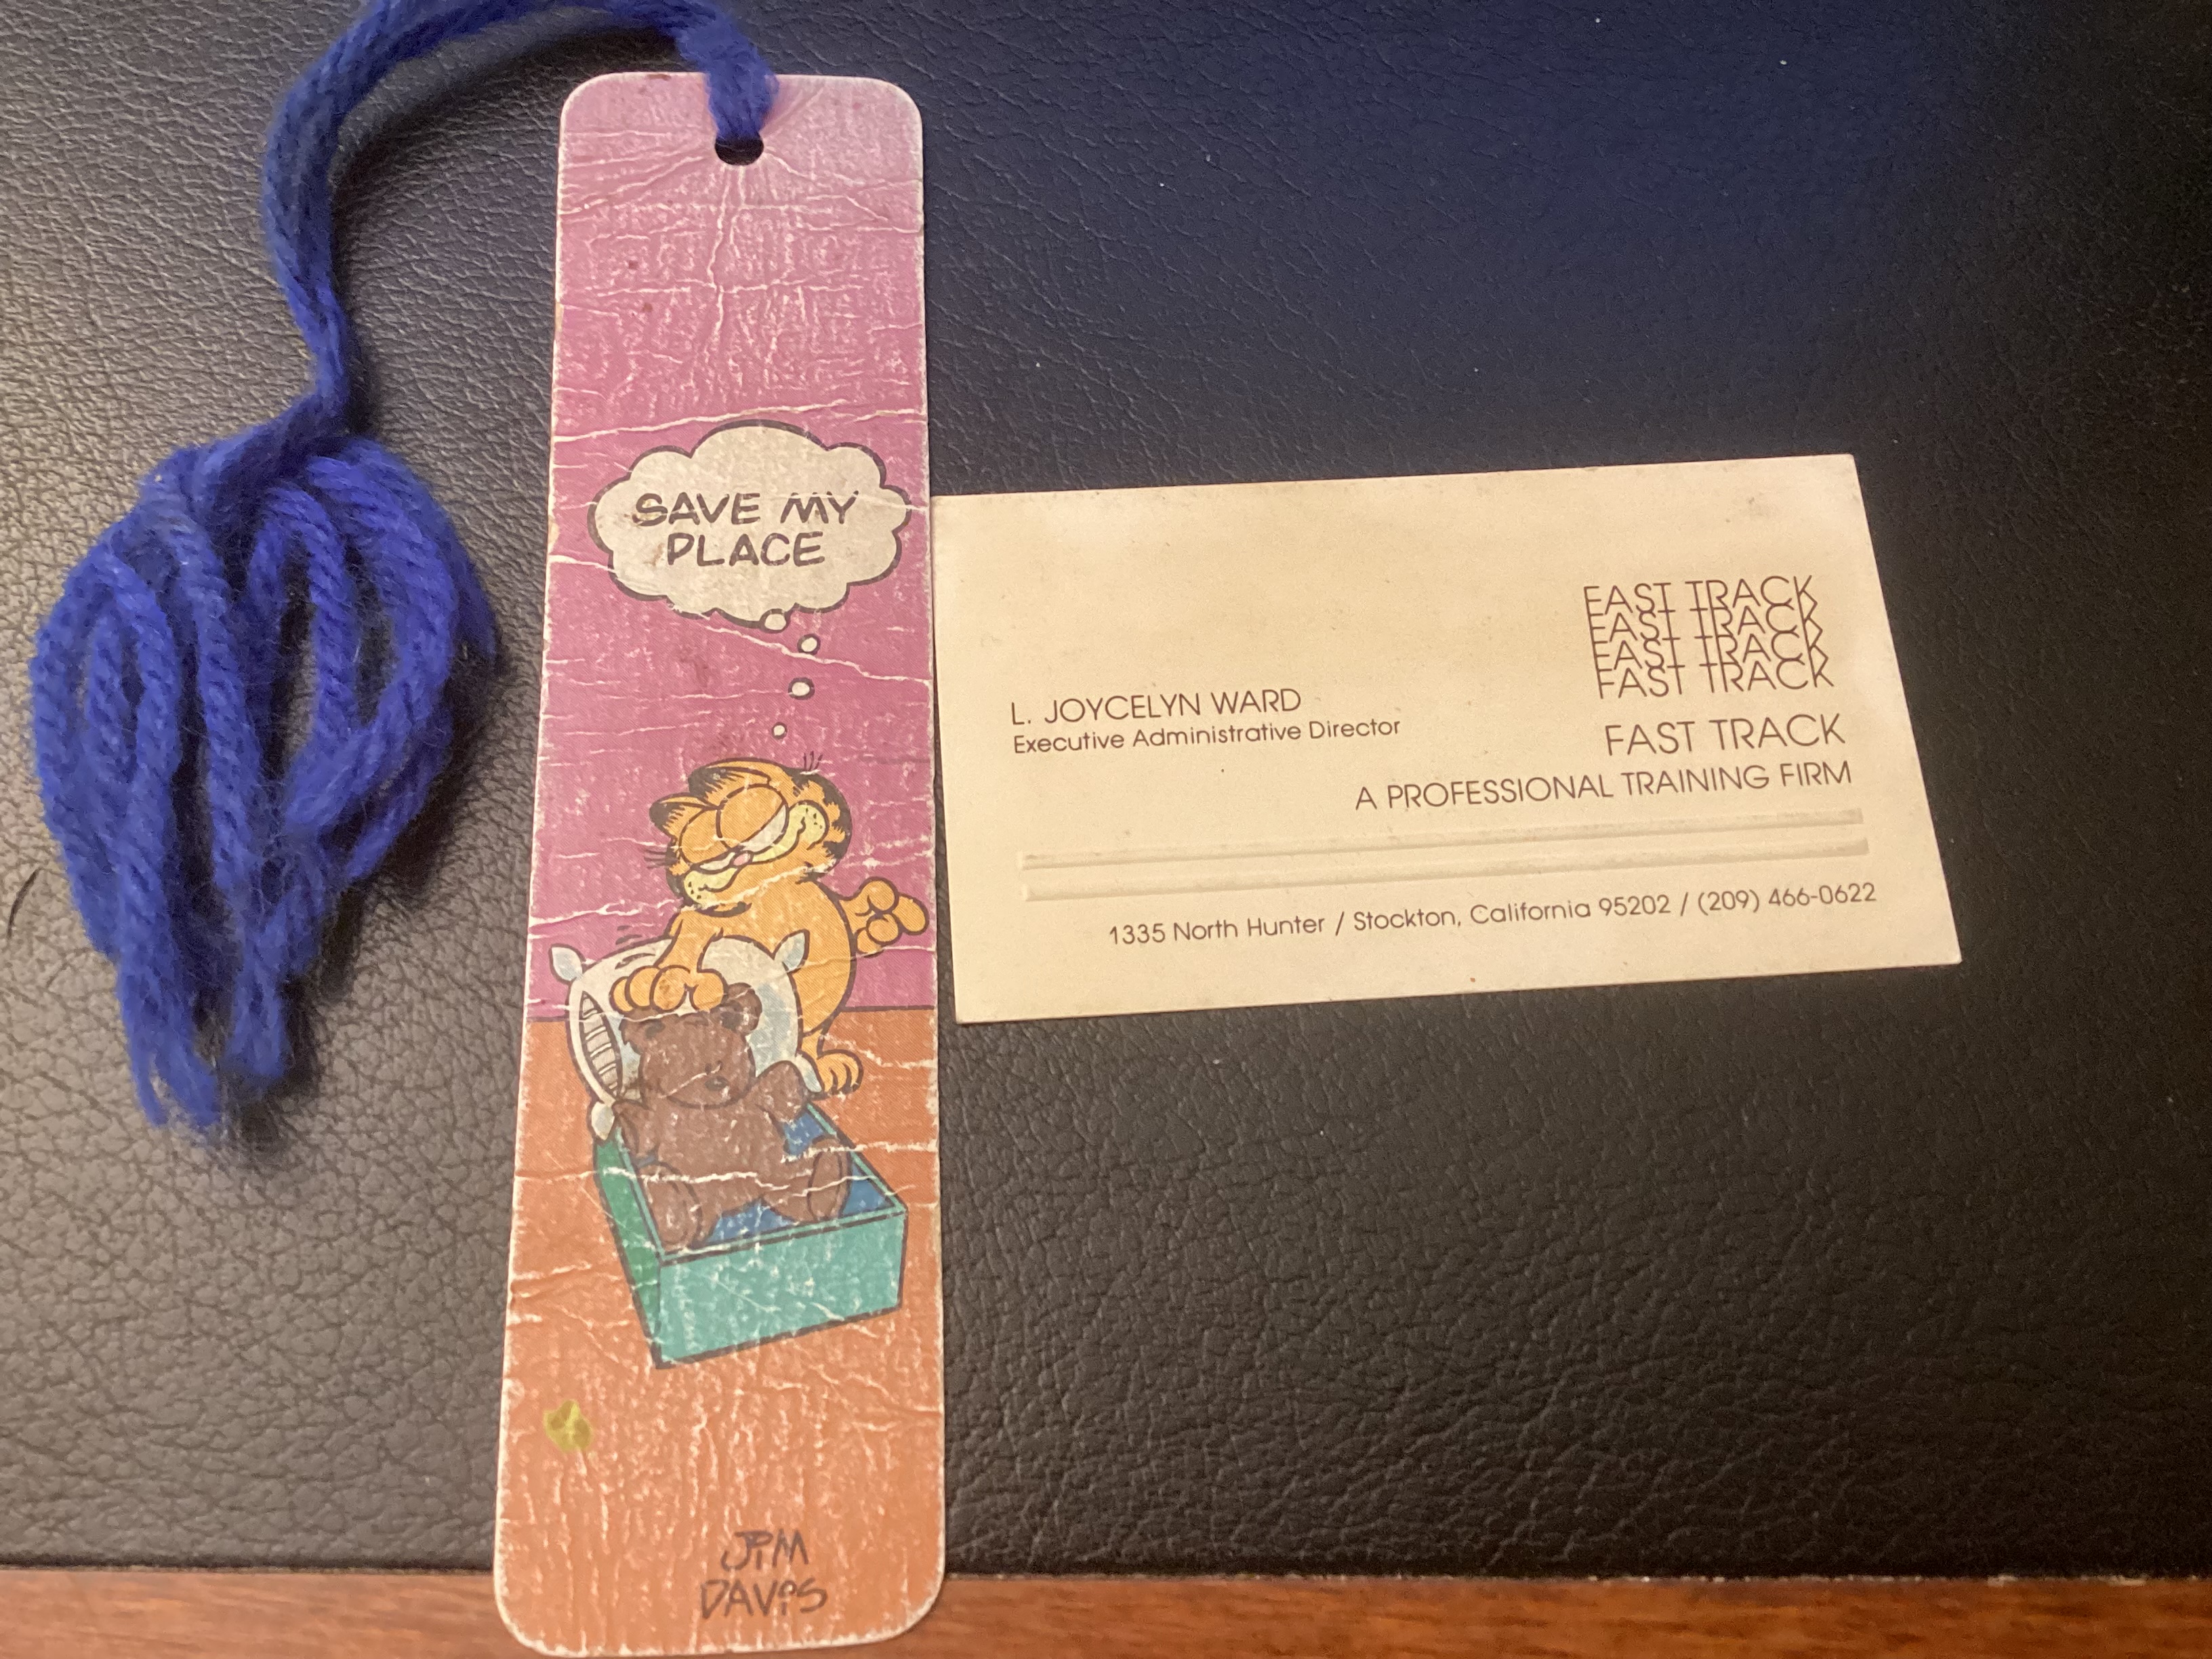 SAVE MY
PLACE
JIM
DAVIS
FAST TRACK
FAST TRACK
FAST TRACK
FAST TRACK
L. JOYCELYN WARD
Executive Administrative Director
FAST TRACK
A PROFESSIONAL TRAINING FIRM
1335 North Hunter / Stockton, California 95202 / (209) 466-0622